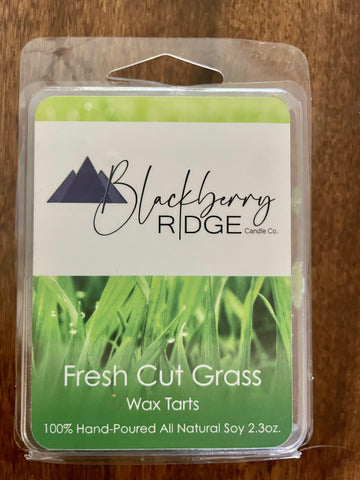 Blackberry
RIDGE
Candle Co.
Fresh Cut Grass
Wax Tarts
100% Hand-Poured All Natural Soy 2.3oz.